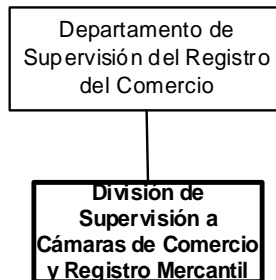 Departamento de
Supervisión del Registro
del Comercio
División de
Supervisión a
Cámaras de Comercio
y Registro Mercantil